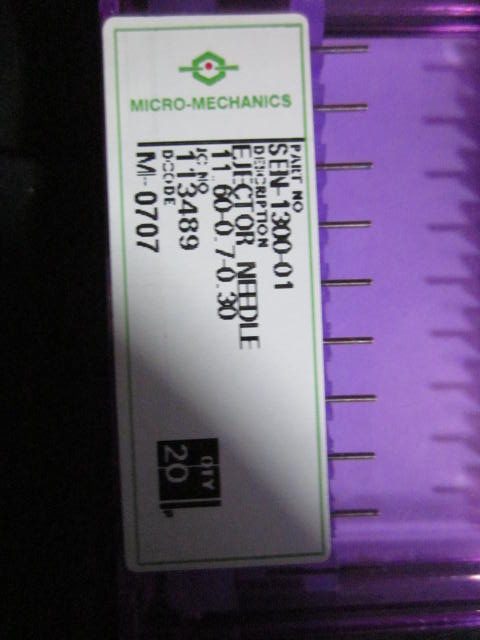 MICRO-MECHANICS
PART NO
SEN-1300-01
DESCRIPTION
EJECTOR NEEDLE
11.60-0.7-0.30
JC NO
113489
DCODE
M-0707
QTY
20